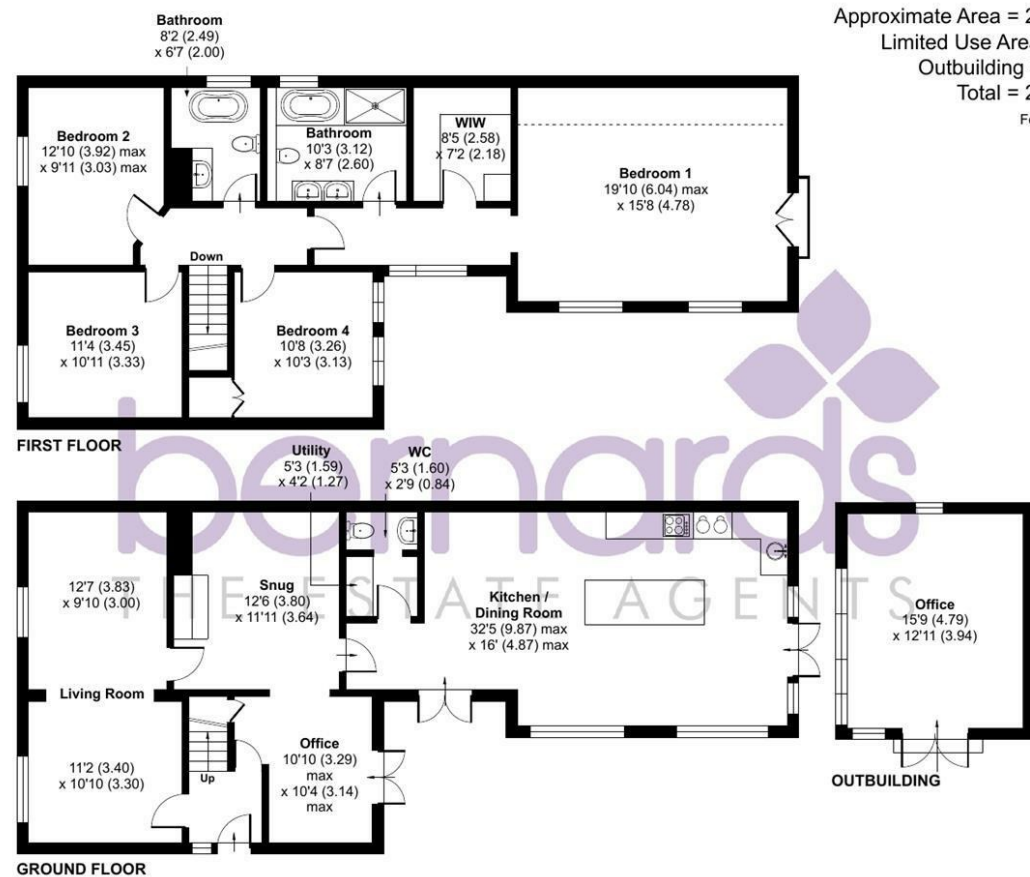 Approximate Area = 2
Limited Use Area
Outbuilding
Total = 2
Bathroom
8'2 (2.49)
x 6'7 (2.00)
Bedroom 2
12'10 (3.92) max
x 9'11 (3.03) max
Bathroom
10'3 (3.12)
x 8'7 (2.60)
WIW
8'5 (2.58)
x 7'2 (2.18)
Bedroom 1
19'10 (6.04) max
x 15'8 (4.78)
Down
Bedroom 3
11'4 (3.45)
x 10'11 (3.33)
Bedroom 4
10'8 (3.26)
x 10'3 (3.13)
FIRST FLOOR
bernards
THE ESTATE AGENTS
Utility
5'3 (1.59)
x 4'2 (1.27)
WC
5'3 (1.60)
x 2'9 (0.84)
12'7 (3.83)
x 9'10 (3.00)
Snug
12'6 (3.80)
x 11'11 (3.64)
Kitchen /
Dining Room
32'5 (9.87) max
x 16' (4.87) max
Office
15'9 (4.79)
x 12'11 (3.94)
Living Room
11'2 (3.40)
x 10'10 (3.30)
Up
Office
10'10 (3.29)
max
x 10'4 (3.14)
max
OUTBUILDING
GROUND FLOOR